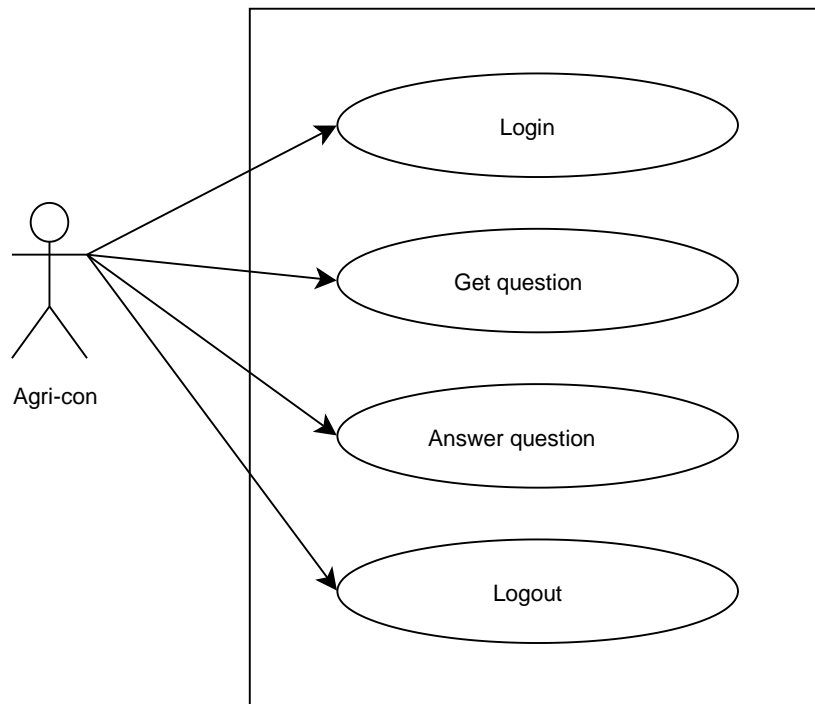 Login
Get question
Agri-con
Answer question
Logout